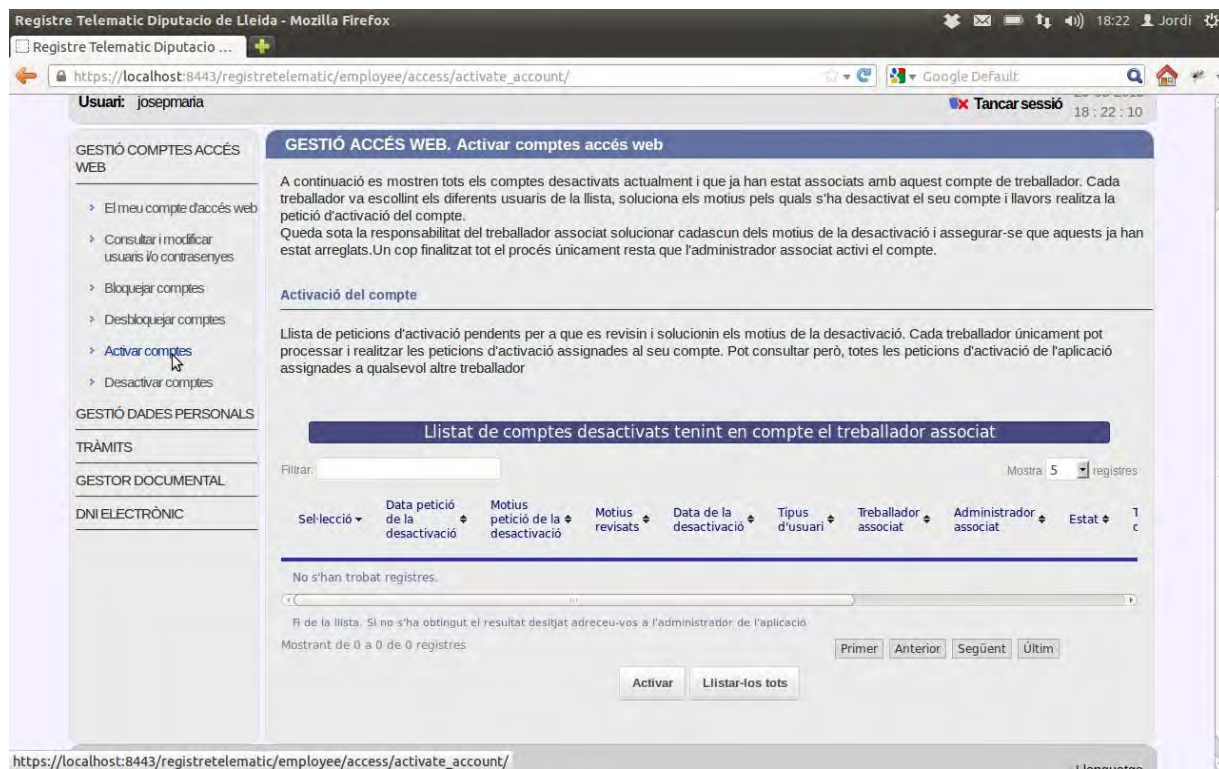 Registre Telematic Diputacio de Lleida - Mozilla Firefox
18:22 Jordi
Registre Telematic Diputacio ...
https://localhost:8443/registretelematic/employee/access/activate_account/
Google Default
Usuari: josepmaria
Tancar sessió
18 : 22 : 10
GESTIÓ COMPTES ACCÉS
WEB
El meu compte d'accés web
Consultar i modificar
usuaris i/o contrasenyes
Bloquejar comptes
Desbloquejar comptes
Activar comptes
Desactivar comptes
GESTIÓ DADES PERSONALS
TRÀMITS
GESTOR DOCUMENTAL
DNI ELECTRÒNIC
GESTIÓ ACCÉS WEB. Activar comptes accés web
A continuació es mostren tots els comptes desactivats actualment i que ja han estat associats amb aquest compte de treballador. Cada
treballador va escollint els diferents usuaris de la llista, soluciona els motius pels quals s'ha desactivat el seu compte i llavors realitza la
petició d'activació del compte.
Queda sota la responsabilitat del treballador associat solucionar cadascun dels motius de la desactivació i assegurar-se que aquests ja han
estat arreglats.Un cop finalitzat tot el procés únicament resta que l'administrador associat activi el compte.
Activació del compte
Llista de peticions d'activació pendents per a que es revisin i solucionin els motius de la desactivació. Cada treballador únicament pot
processar i realitzar les peticions d'activació assignades al seu compte. Pot consultar però, totes les peticions d'activació de l'aplicació
assignades a qualsevol altre treballador
Llistat de comptes desactivats tenint en compte el treballador associat
Filtrar:
Mostra 5 registres
Sel·lecció
Data petició
de la
desactivació
Motius
petició de la
desactivació
Motius
revisats
Data de la
desactivació
Tipus
d'usuari
Treballador
associat
Administrador
associat
Estat
No s'han trobat registres.
Fi de la llista. Si no s'ha obtingut el resultat desitjat adreceu-vos a l'administrador de l'aplicació
Mostrant de 0 a 0 de 0 registres
Primer Anterior Següent Últim
Activar Llistar-los tots
https://localhost:8443/registretelematic/employee/access/activate_account/